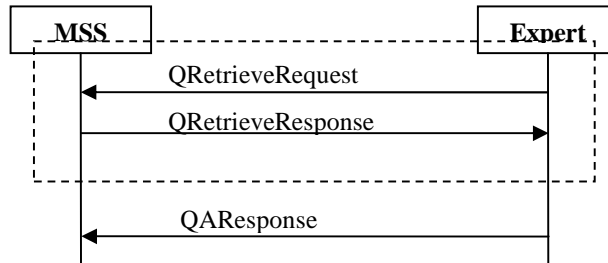 MSS
Expert
QRetrieveRequest
QRetrieveResponse
QAResponse